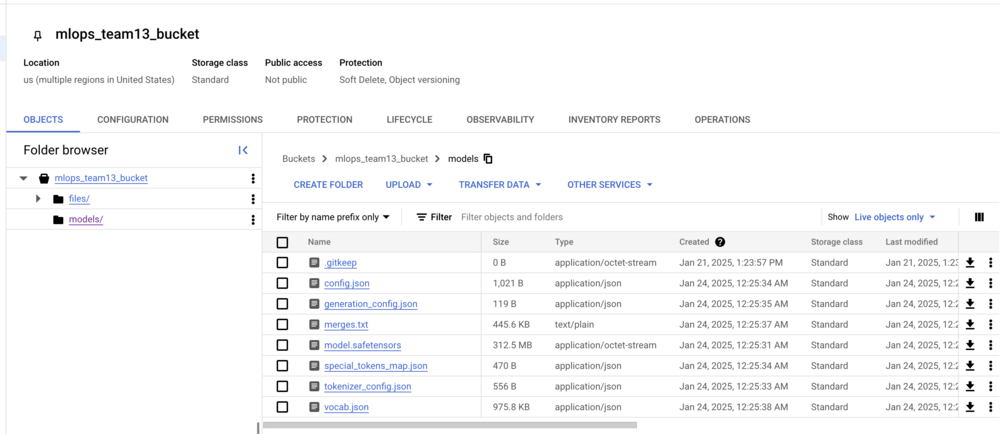 mlops_team13_bucket
Location Storage class Public access Protection
us (multiple regions in United States) Standard Not public Soft Delete, Object versioning
OBJECTS CONFIGURATION PERMISSIONS PROTECTION LIFECYCLE OBSERVABILITY INVENTORY REPORTS OPERATIONS
Folder browser
mlops_team13_bucket
files/
models/
Buckets > mlops_team13_bucket > models
CREATE FOLDER UPLOAD TRANSFER DATA OTHER SERVICES
Filter by name prefix only Filter Filter objects and folders Show Live objects only
Name Size Type Created Storage class Last modified
.gitkeep 0 B application/octet-stream Jan 21, 2025, 1:23:57 PM Standard Jan 21, 2025, 1:23
config.json 1,021 B application/json Jan 24, 2025, 12:25:34 AM Standard Jan 24, 2025, 12:2
generation_config.json 119 B application/json Jan 24, 2025, 12:25:35 AM Standard Jan 24, 2025, 12:2
merges.txt 445.6 KB text/plain Jan 24, 2025, 12:25:37 AM Standard Jan 24, 2025, 12:2
model.safetensors 312.5 MB application/octet-stream Jan 24, 2025, 12:25:31 AM Standard Jan 24, 2025, 12:2
special_tokens_map.json 470 B application/json Jan 24, 2025, 12:25:34 AM Standard Jan 24, 2025, 12:2
tokenizer_config.json 556 B application/json Jan 24, 2025, 12:25:33 AM Standard Jan 24, 2025, 12:2
vocab.json 975.8 KB application/json Jan 24, 2025, 12:25:38 AM Standard Jan 24, 2025, 12:2